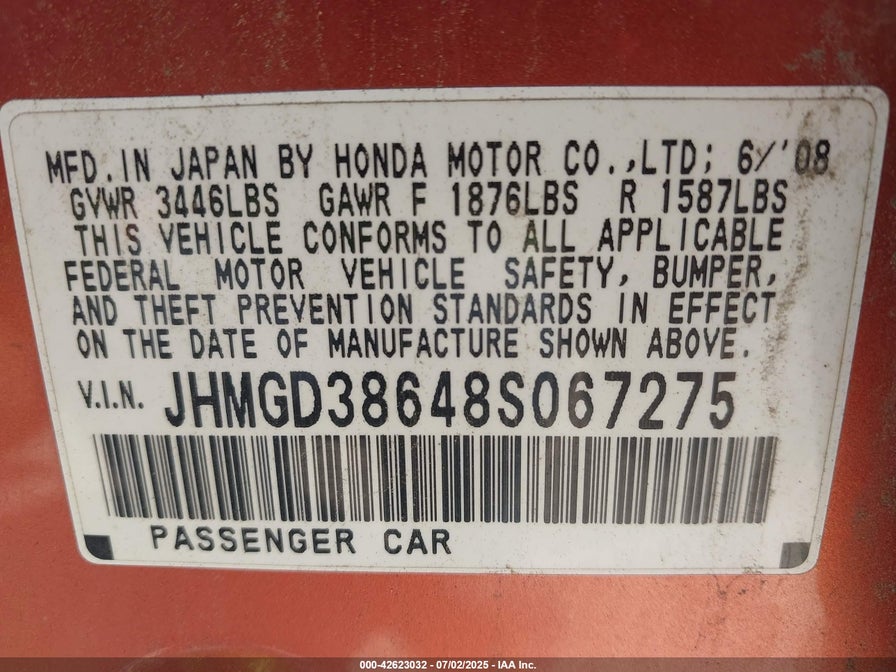 MFD. IN JAPAN BY HONDA MOTOR CO.,LTD; 6/'08
GVWR 3446LBS GAWR F 1876LBS R 1587LBS
THIS VEHICLE CONFORMS TO ALL APPLICABLE
FEDERAL MOTOR VEHICLE SAFETY, BUMPER,
AND THEFT PREVENTION STANDARDS IN EFFECT
ON THE DATE OF MANUFACTURE SHOWN ABOVE.
V.I.N. JHMGD38648S067275
PASSENGER CAR
000-42623032 - 07/02/2025 - IAA Inc.